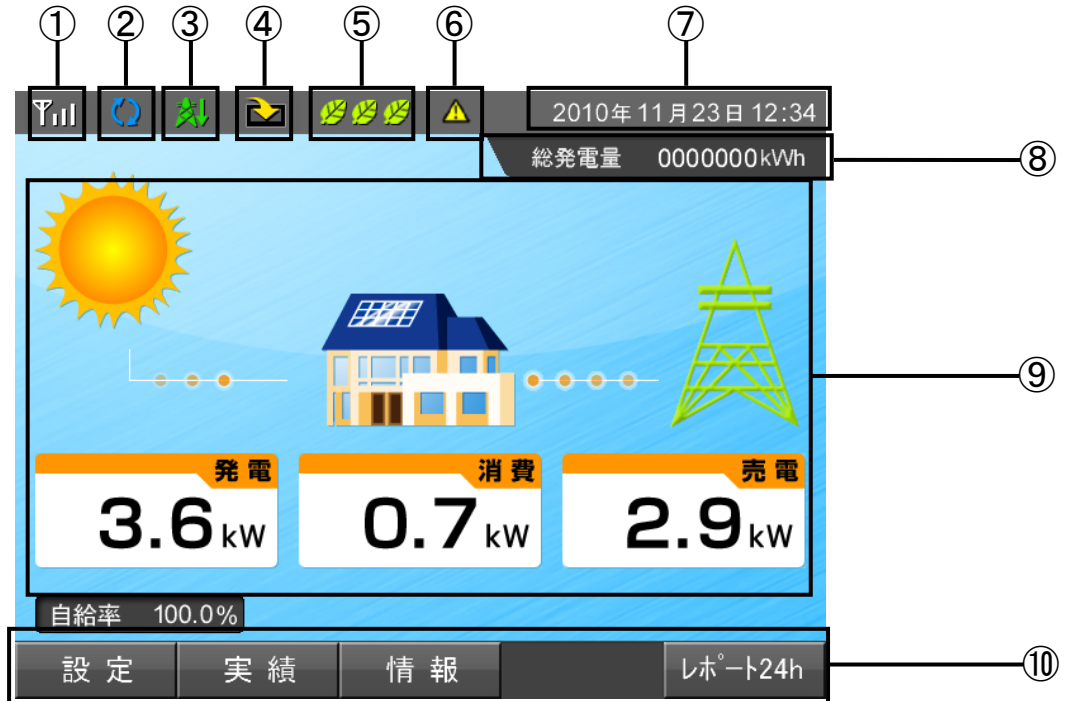 ① ② ③ ④ ⑤ ⑥ ⑦
2010年11月23日 12:34
総発電量 0000000kWh
⑧
⑨
発電
3.6kW
消費
0.7kW
売電
2.9kW
自給率 100.0%
設定 実績 情報 レポート24h
⑩